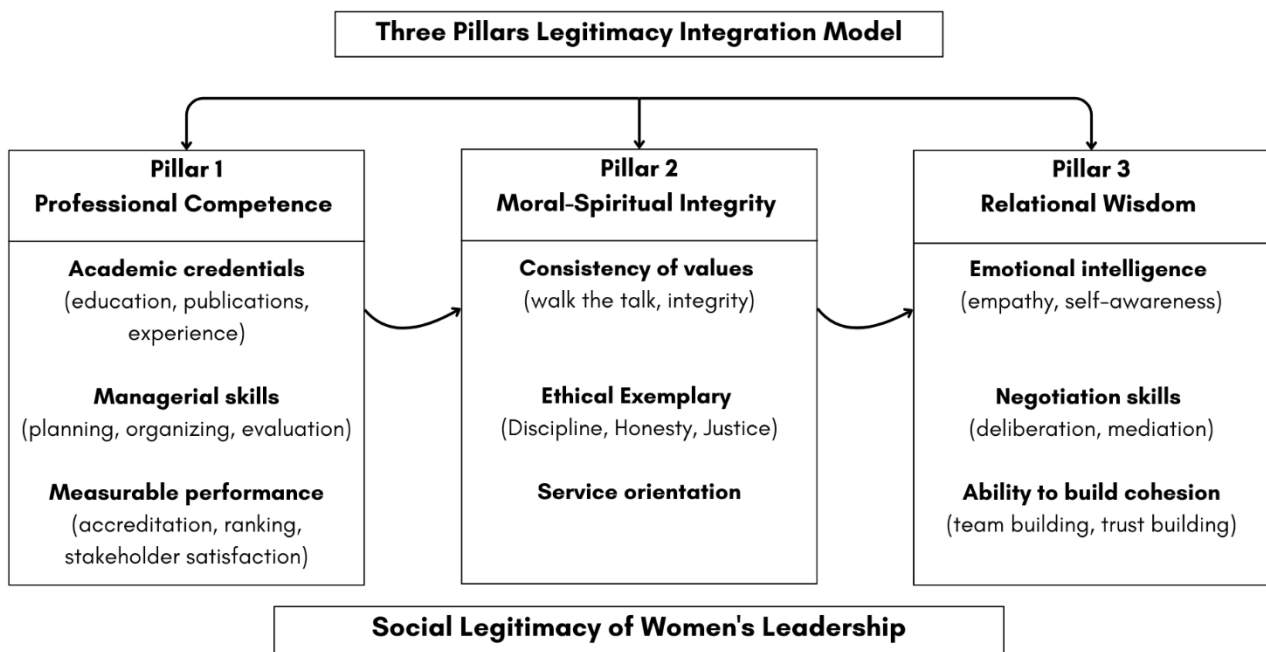 Three Pillars Legitimacy Integration Model
Pillar 1
Professional Competence
Academic credentials
(education, publications,
experience)
Managerial skills
(planning, organizing, evaluation)
Measurable performance
(accreditation, ranking,
stakeholder satisfaction)
Pillar 2
Moral-Spiritual Integrity
Consistency of values
(walk the talk, integrity)
Ethical Exemplary
(Discipline, Honesty, Justice)
Service orientation
Pillar 3
Relational Wisdom
Emotional intelligence
(empathy, self-awareness)
Negotiation skills
(deliberation, mediation)
Ability to build cohesion
(team building, trust building)
Social Legitimacy of Women's Leadership